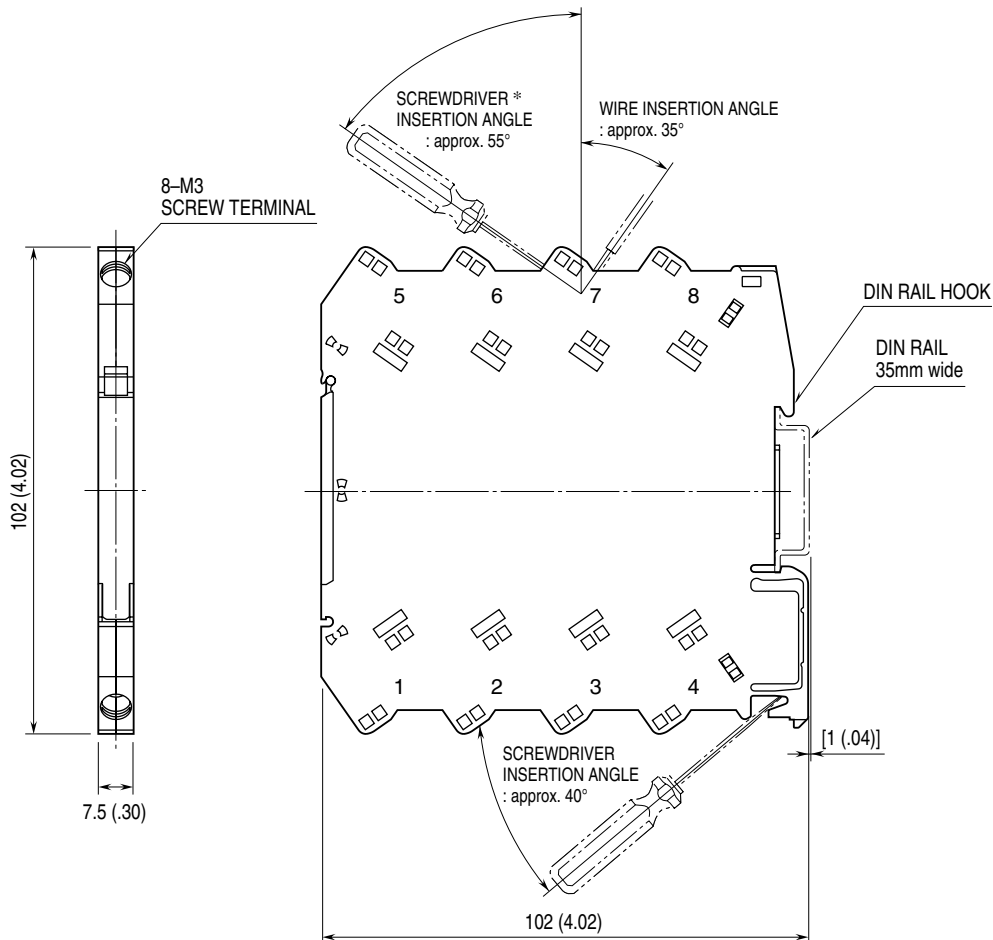 SCREWDRIVER *
INSERTION ANGLE
: approx. 55°
WIRE INSERTION ANGLE
: approx. 35°
8–M3
SCREW TERMINAL
5 6 7 8
DIN RAIL HOOK
DIN RAIL
35mm wide
102 (4.02)
1 2 3 4
[1 (.04)]
SCREWDRIVER
INSERTION ANGLE
: approx. 40°
7.5 (.30)
102 (4.02)